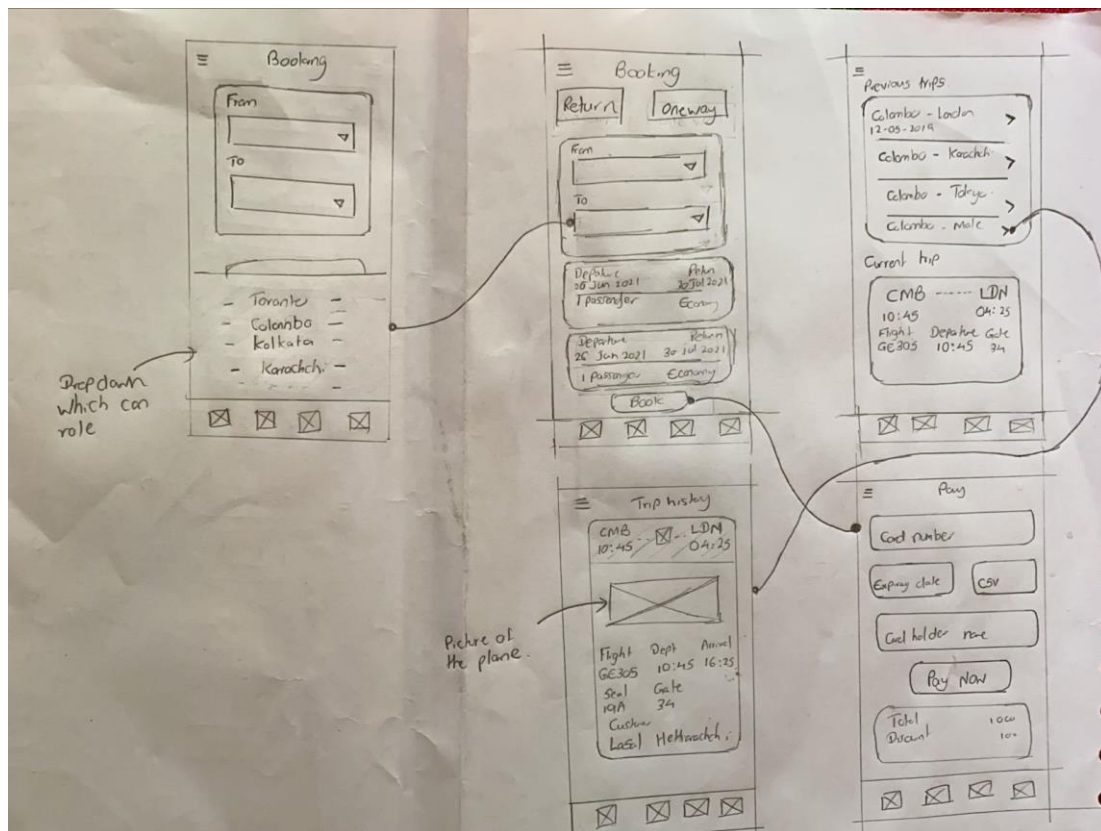 Booking
From
To
- Toronto -
- Colombo -
- Kolkata -
- Karachchi -
Drop down
which can
role
Booking
Return Oneway
From
To
Departure Return
26 Jun 2021 30 Jul 2021
1 Passenger Economy
Departure Return
26 Jun 2021 30 Jul 2021
1 Passenger Economy
Book
Previous trips
Colombo - London
12-05-2019
Colombo - Karachchi
Colombo - Tokyo
Colombo - Male
Current trip
CMB ------ LDN
10:45 04:25
Flight Departure Gate
GE305 10:45 34
Trip history
CMB LDN
10:45 04:25
Picture of
the plane.
Flight Dept Arrival
GE305 10:45 16:25
Seat Gate
19A 34
Lasal Hettiarachchi
Pay
Card number
Expiry date CSV
Card holder name
Pay Now
Total 1000
Discount 100